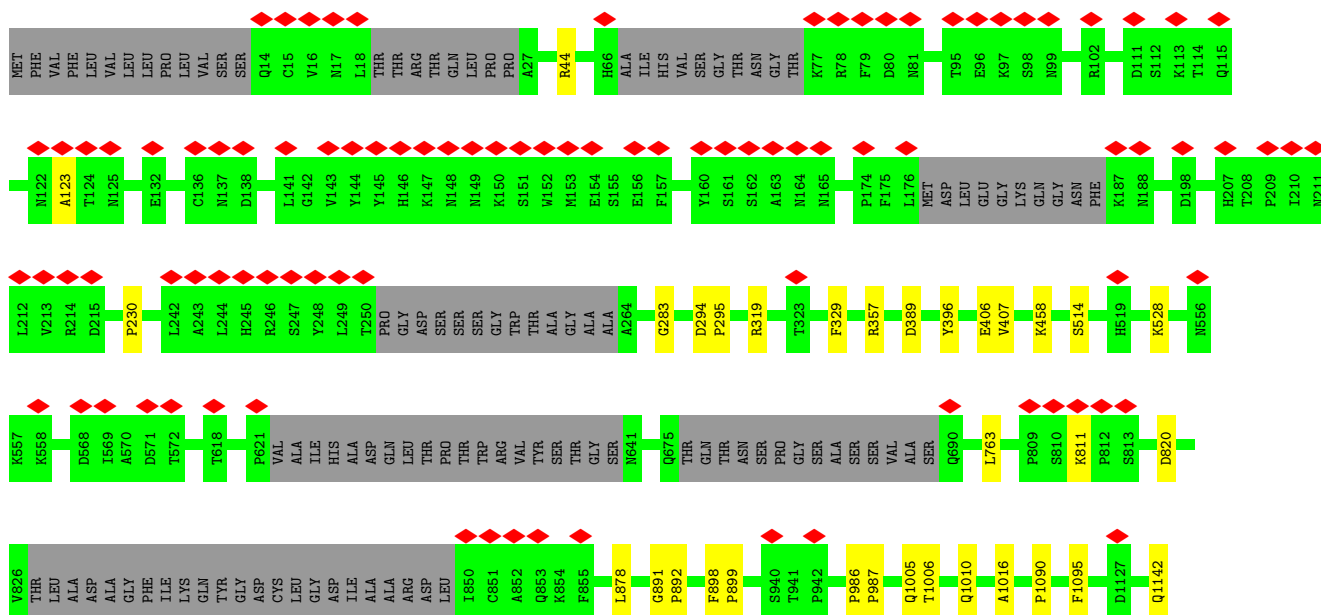 MET PHE VAL PHE LEU VAL LEU LEU PRO LEU VAL SER SER Q14 C15 V16 N17 L18 THR THR ARG THR GLN LEU PRO PRO A27 R44 H66 ALA ILE HIS VAL SER GLY THR ASN GLY THR K77 R78 F79 D80 N81 T95 E96 K97 S98 N99 R102 D111 S112 K113 T114 Q115
N122 A123 T124 N125 E132 C136 N137 D138 L141 G142 V143 Y144 Y145 H146 K147 N148 N149 K150 S151 W152 M153 E154 S155 E156 F157 Y160 S161 S162 A163 N164 N165 P174 F175 L176 MET ASP LEU GLU GLY LYS GLN GLY ASN PHE K187 N188 D198 H207 T208 P209 I210 N211
L212 V213 R214 D215 P230 L242 A243 L244 H245 R246 S247 Y248 L249 T250 PRO GLY ASP SER SER SER GLY TRP THR ALA GLY ALA ALA A264 G283 D294 P295 R319 T323 F329 R357 D389 Y396 E406 V407 K458 S514 H519 K528 N556
K557 K558 D568 I569 A570 D571 T572 T618 P621 VAL ALA ILE HIS ALA ASP GLN LEU THR PRO THR TRP ARG VAL TYR SER THR GLY SER N641 Q675 THR GLN THR ASN SER PRO GLY SER ALA SER SER VAL ALA SER Q690 L763 P809 S810 K811 P812 S813 D820
V826 THR LEU ALA ASP ALA GLY PHE ILE LYS GLN TYR GLY ASP CYS LEU GLY ASP ILE ALA ALA ARG ASP LEU I850 C851 A852 Q853 K854 F855 L878 G891 P892 F898 P899 S940 T941 P942 P986 P987 Q1005 T1006 Q1010 A1016 P1090 F1095 D1127 Q1142